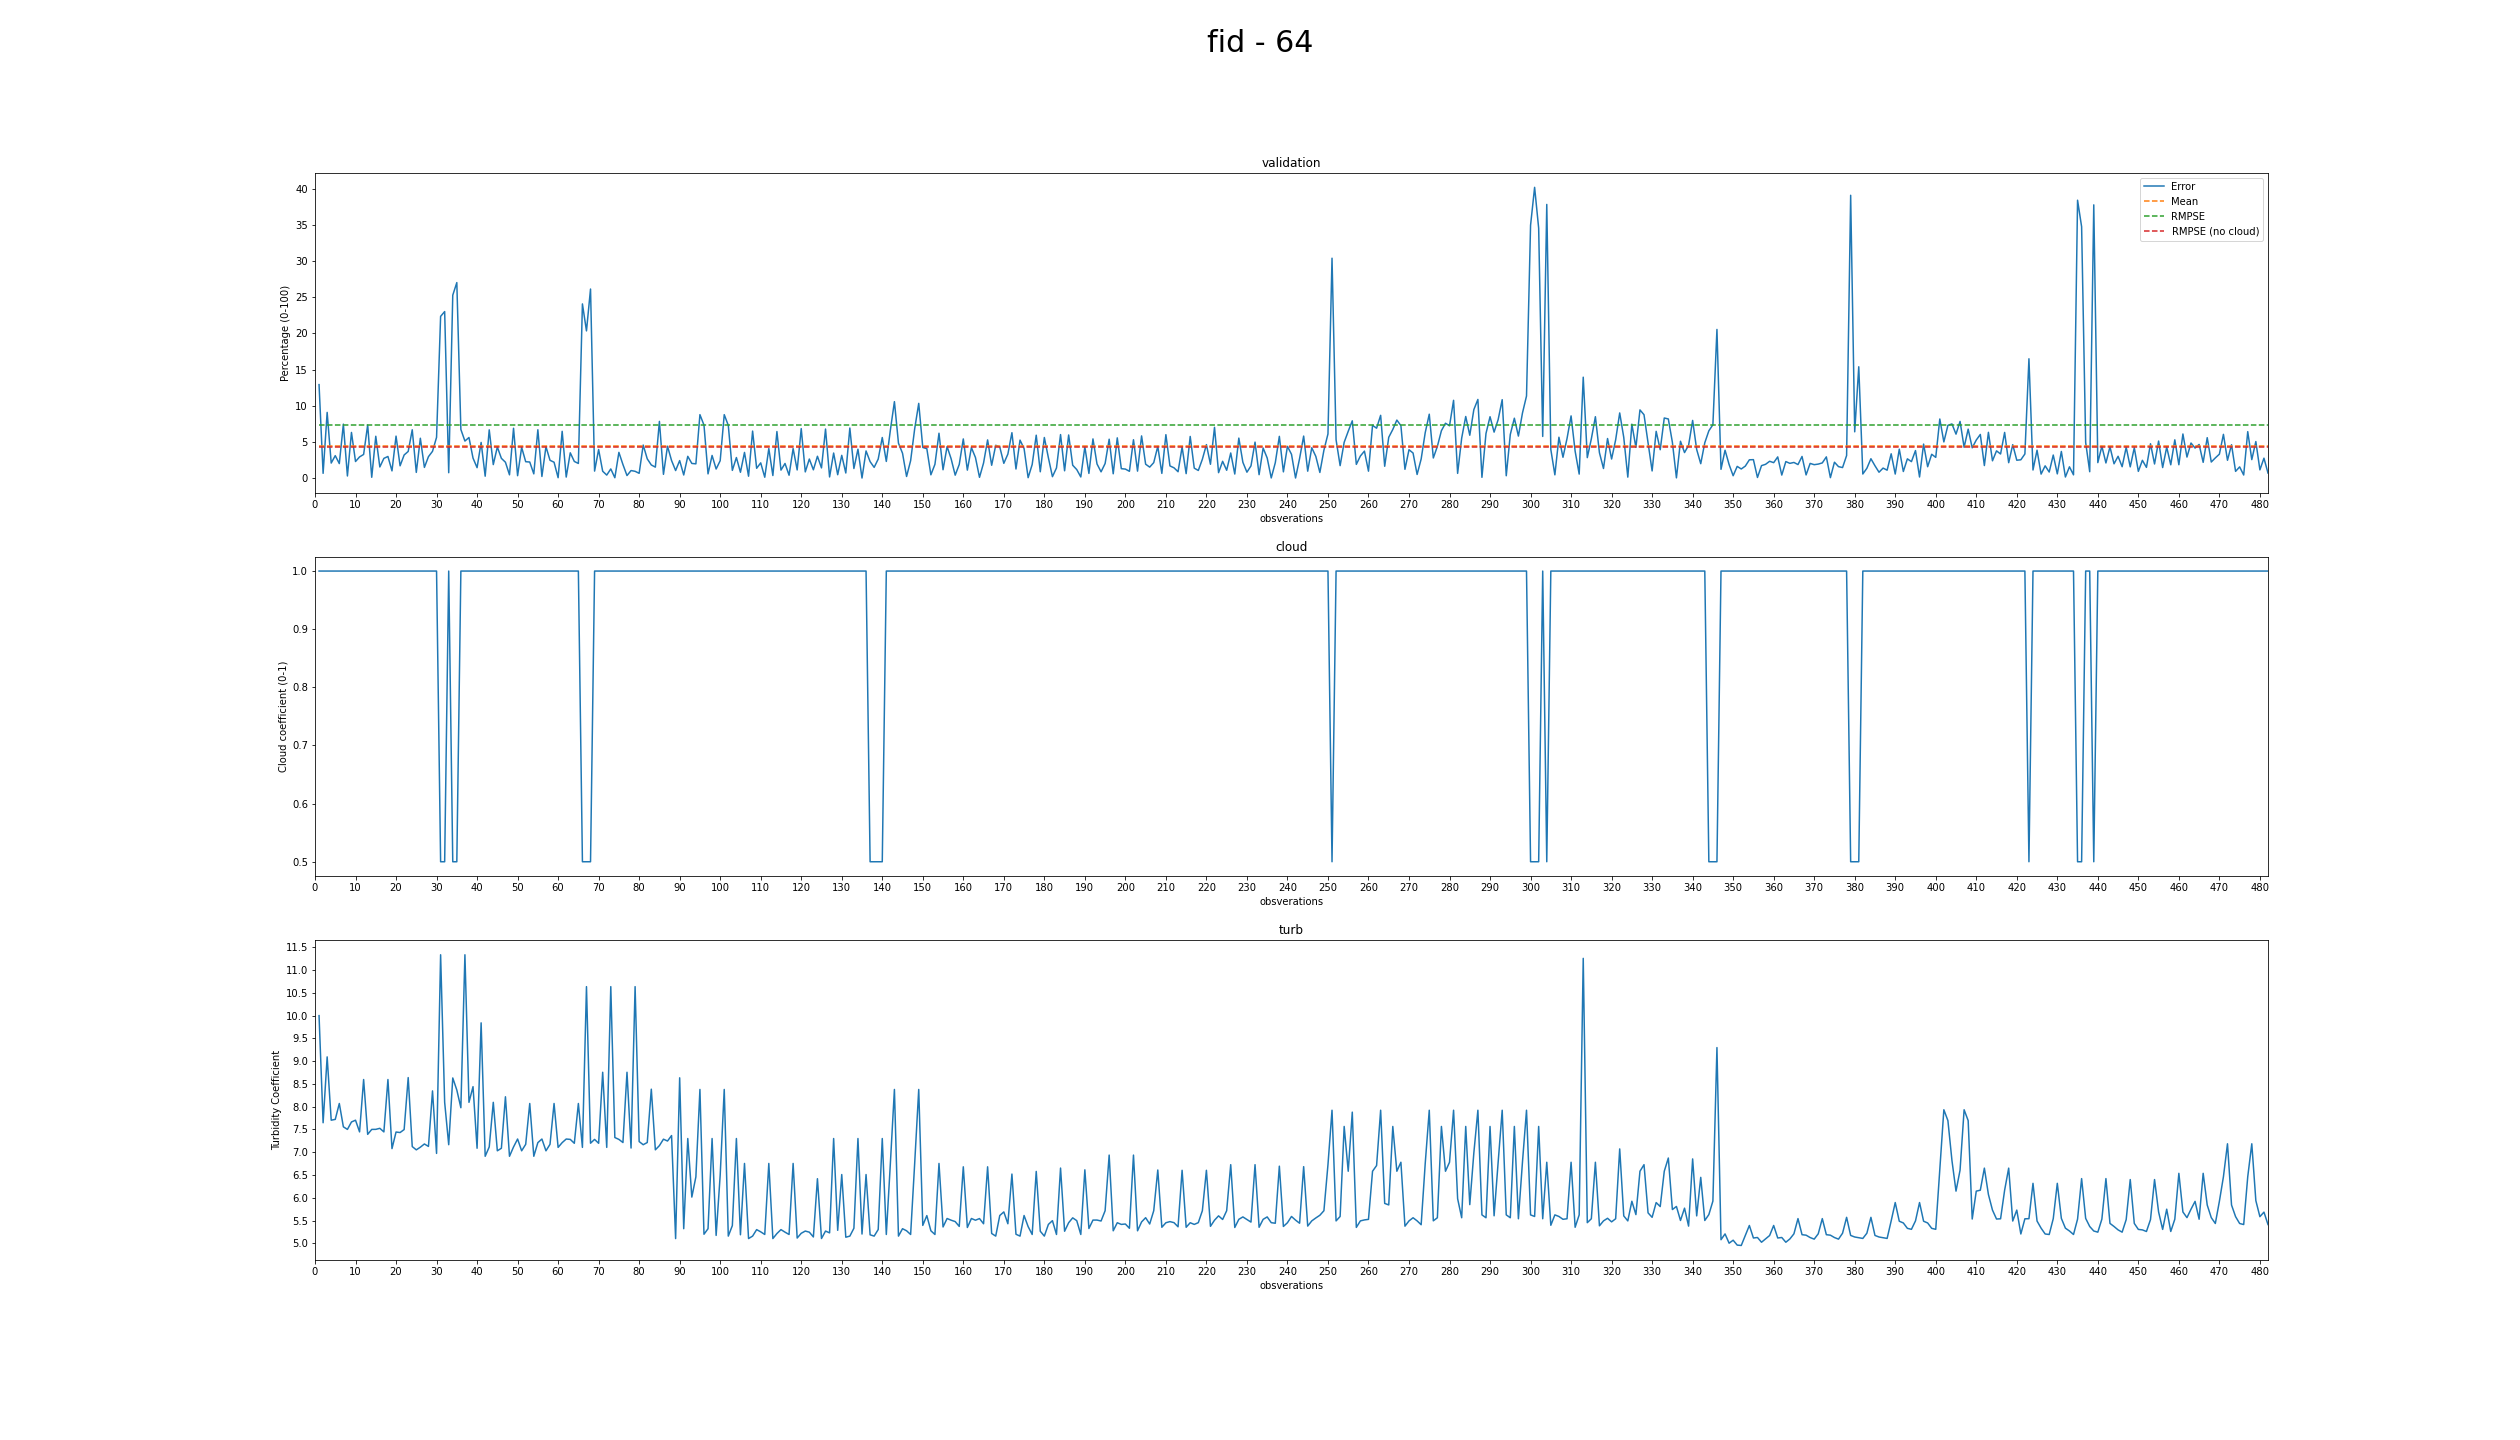 fid - 64
validation
Percentage (0-100)
40
35
30
25
20
15
10
5
0
Error
Mean
RMPSE
RMPSE (no cloud)
0 10 20 30 40 50 60 70 80 90 100 110 120 130 140 150 160 170 180 190 200 210 220 230 240 250 260 270 280 290 300 310 320 330 340 350 360 370 380 390 400 410 420 430 440 450 460 470 480
obsverations
cloud
Cloud coefficient (0-1)
1.0
0.9
0.8
0.7
0.6
0.5
0 10 20 30 40 50 60 70 80 90 100 110 120 130 140 150 160 170 180 190 200 210 220 230 240 250 260 270 280 290 300 310 320 330 340 350 360 370 380 390 400 410 420 430 440 450 460 470 480
obsverations
turb
Turbidity Coefficient
11.5
11.0
10.5
10.0
9.5
9.0
8.5
8.0
7.5
7.0
6.5
6.0
5.5
5.0
0 10 20 30 40 50 60 70 80 90 100 110 120 130 140 150 160 170 180 190 200 210 220 230 240 250 260 270 280 290 300 310 320 330 340 350 360 370 380 390 400 410 420 430 440 450 460 470 480
obsverations